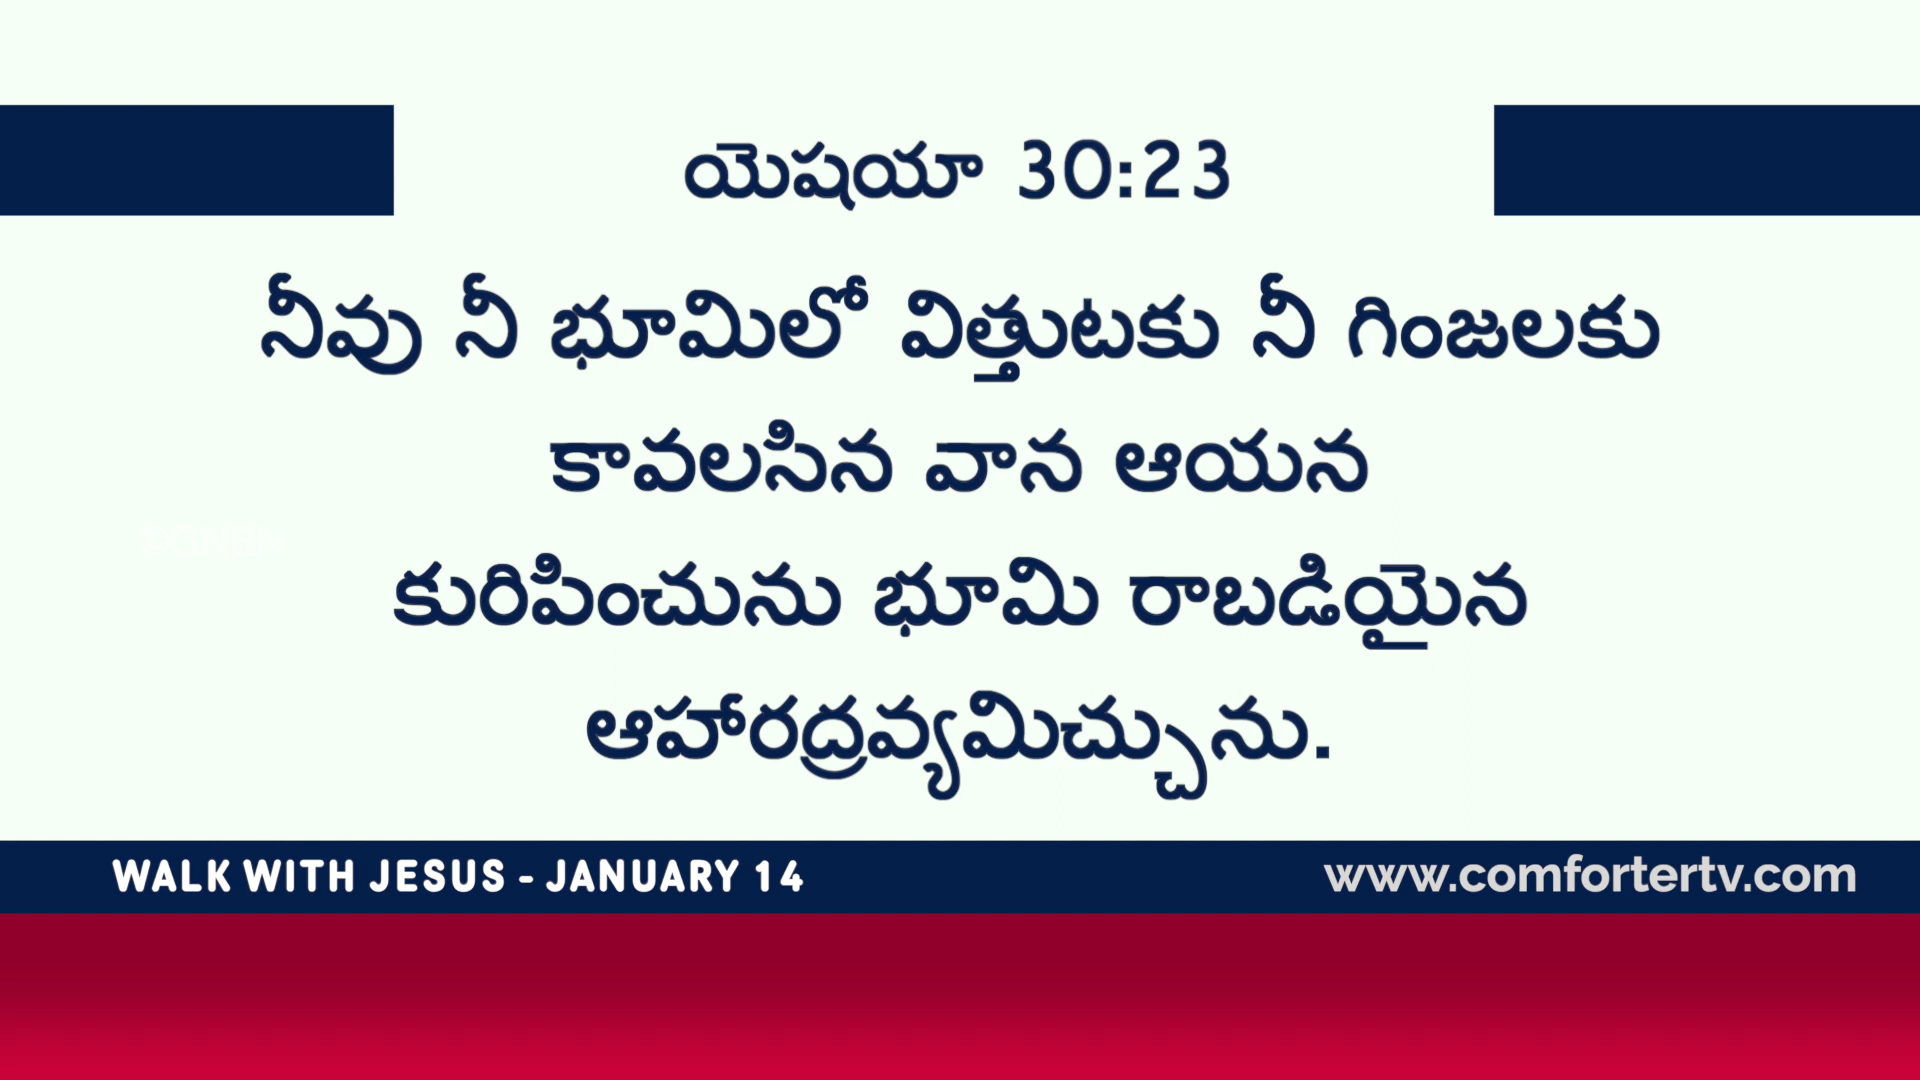 యెషయా 30:23
నీవు నీ భూమిలో విత్తుటకు నీ గింజలకు
కావలసిన వాన ఆయన
కురిపించును భూమి రాబడియైన
ఆహారద్రవ్యమిచ్చును.
WALK WITH JESUS - JANUARY 14
www.comfortertv.com